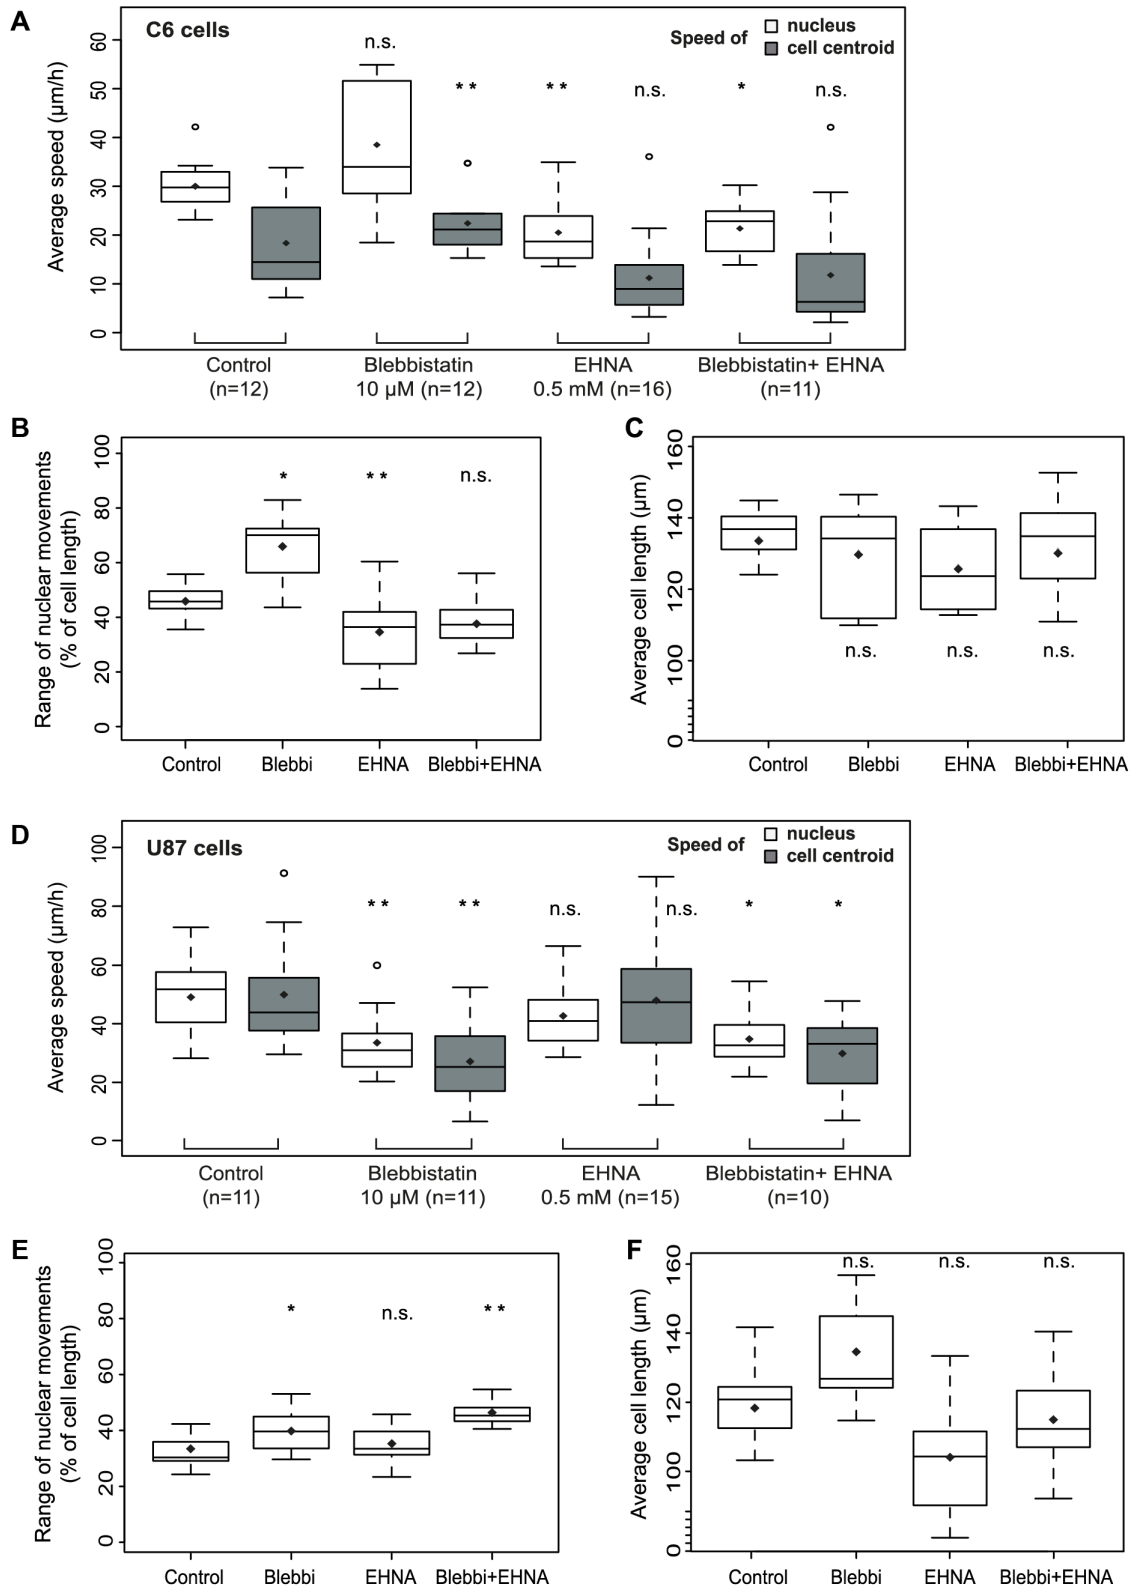 A
C6 cells
Speed of
nucleus
cell centroid
Average speed (µm/h)
60
50
40
30
20
10
0
n.s.
* *
* *
n.s.
*
n.s.
Control
(n=12)
Blebbistatin
10 µM (n=12)
EHNA
0.5 mM (n=16)
Blebbistatin+ EHNA
(n=11)
B
Range of nuclear movements
(% of cell length)
100
80
60
40
20
0
*
* *
n.s.
Control
Blebbi
EHNA
Blebbi+EHNA
C
Average cell length (µm)
160
140
120
100
0
n.s.
n.s.
n.s.
Control
Blebbi
EHNA
Blebbi+EHNA
D
U87 cells
Speed of
nucleus
cell centroid
Average speed (µm/h)
100
80
60
40
20
0
* *
* *
n.s.
n.s.
*
*
Control
(n=11)
Blebbistatin
10 µM (n=11)
EHNA
0.5 mM (n=15)
Blebbistatin+ EHNA
(n=10)
E
Range of nuclear movements
(% of cell length)
100
80
60
40
20
0
*
n.s.
* *
Control
Blebbi
EHNA
Blebbi+EHNA
F
Average cell length (µm)
160
140
120
100
0
n.s.
n.s.
n.s.
Control
Blebbi
EHNA
Blebbi+EHNA